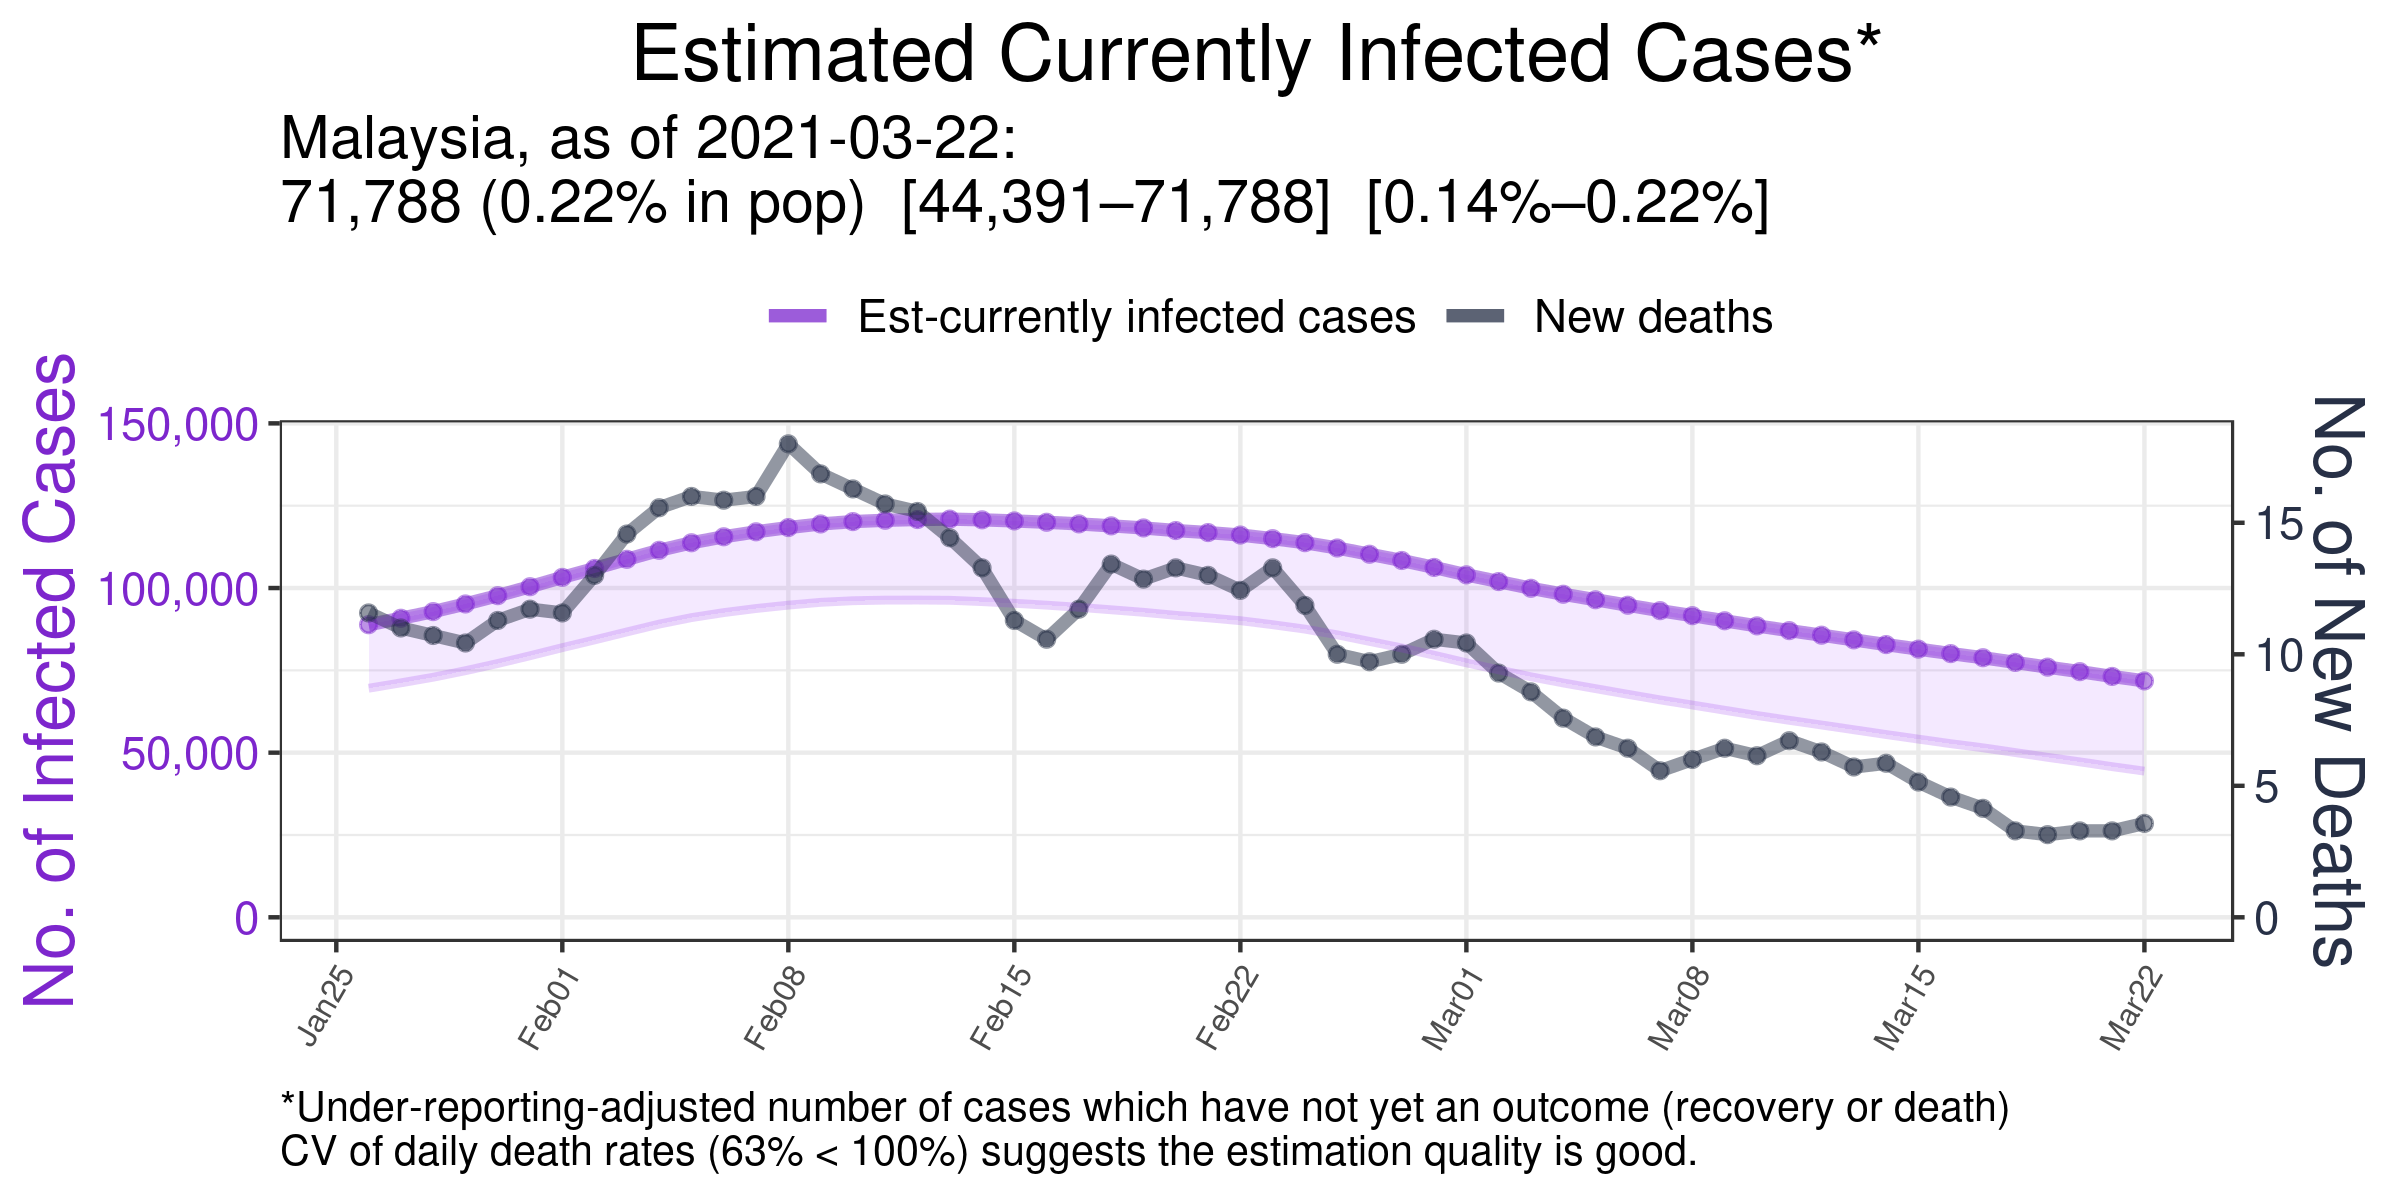 Estimated Currently Infected Cases*
Malaysia, as of 2021-03-22:
71,788 (0.22% in pop)  [44,391–71,788]  [0.14%–0.22%]
Est-currently infected cases
New deaths
No. of Infected Cases
150,000
100,000
50,000
0
No. of New Deaths
15
10
5
0
Jan25
Feb01
Feb08
Feb15
Feb22
Mar01
Mar08
Mar15
Mar22
*Under-reporting-adjusted number of cases which have not yet an outcome (recovery or death)
CV of daily death rates (63% < 100%) suggests the estimation quality is good.